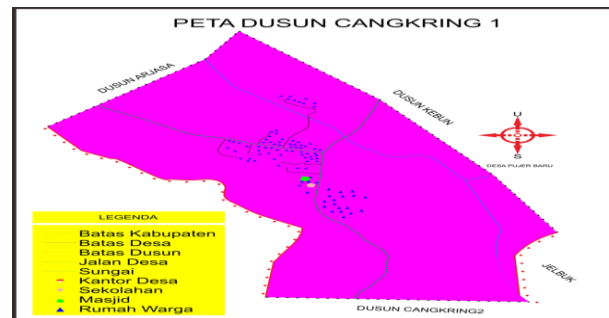 PETA DUSUN CANGKRING 1
DUSUN ARJASA
DUSUN KEBUN
U
S
DESA PUJER BARU
JELBUK
DUSUN CANGKRING2
LEGENDA
Batas Kabupaten
Batas Desa
Batas Dusun
Jalan Desa
Sungai
Kantor Desa
Sekolahan
Masjid
Rumah Warga